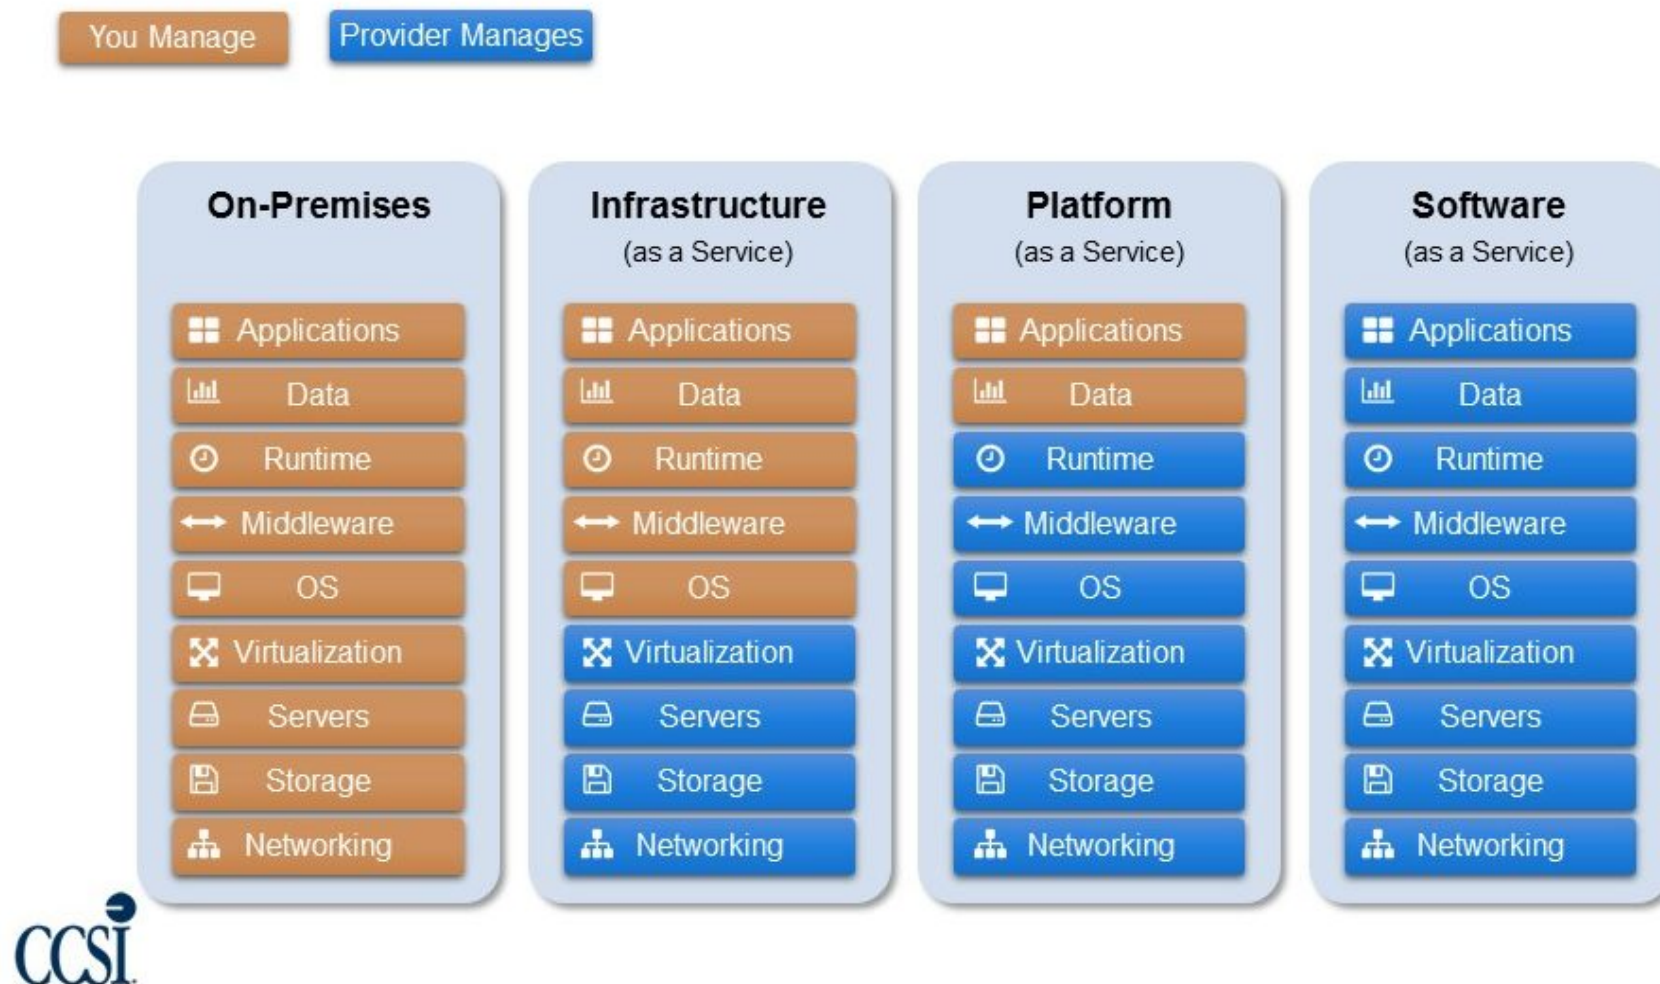 You Manage
Provider Manages
On-Premises
Applications
Data
Runtime
Middleware
OS
Virtualization
Servers
Storage
Networking
Infrastructure
(as a Service)
Applications
Data
Runtime
Middleware
OS
Virtualization
Servers
Storage
Networking
Platform
(as a Service)
Applications
Data
Runtime
Middleware
OS
Virtualization
Servers
Storage
Networking
Software
(as a Service)
Applications
Data
Runtime
Middleware
OS
Virtualization
Servers
Storage
Networking
CCSI